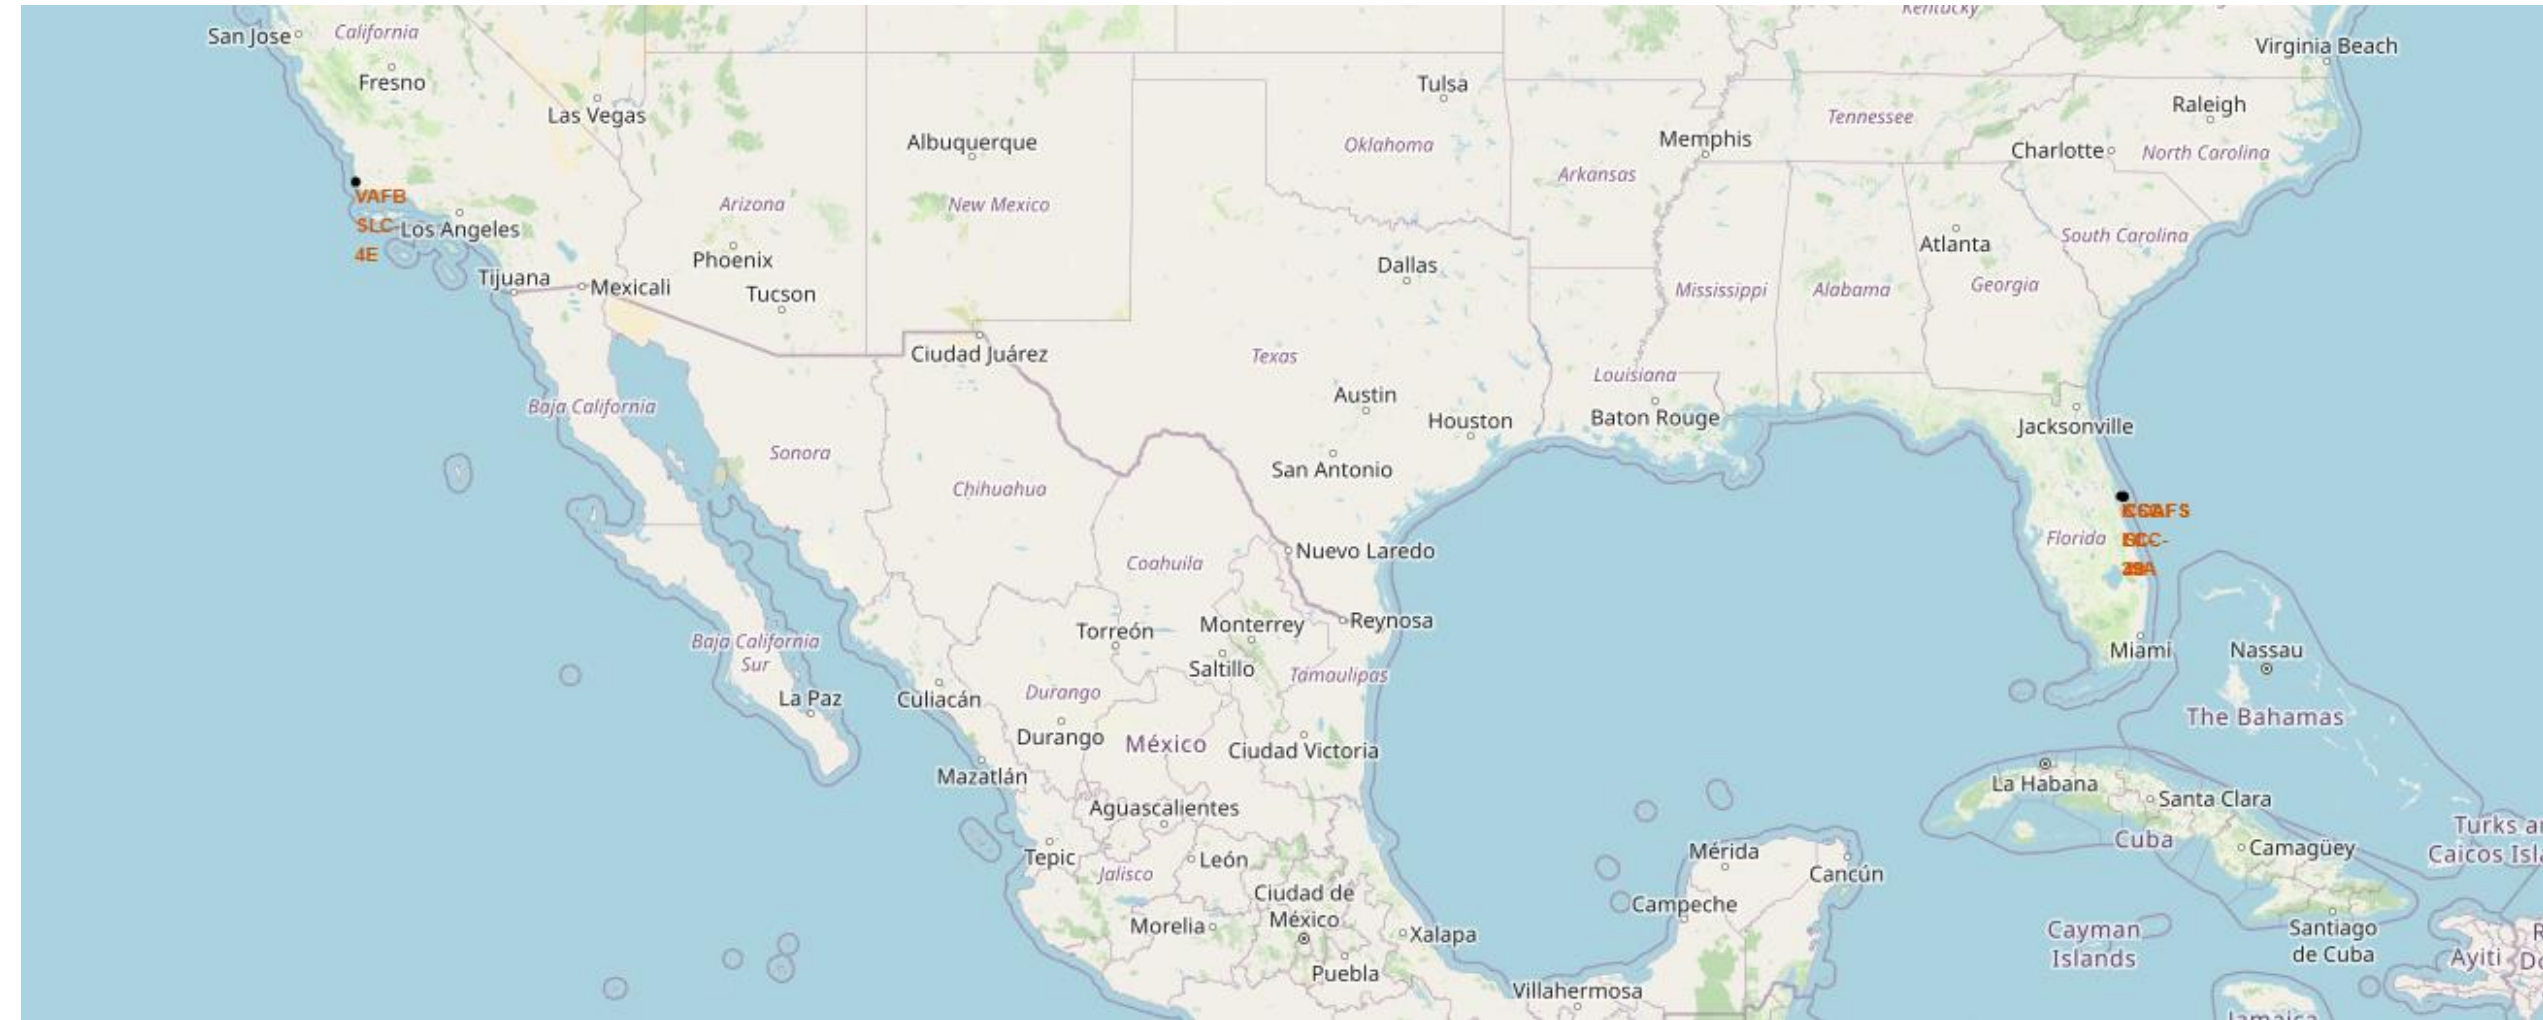 Kentucky
San Jose
California
Virginia Beach
Fresno
Tulsa
Las Vegas
Raleigh
Tennessee
Albuquerque
Oklahoma
Memphis
Charlotte
North Carolina
Arkansas
VAFB
SLC-
4E
Arizona
New Mexico
Los Angeles
South Carolina
Atlanta
Phoenix
Dallas
Tijuana
Mexicali
Tucson
Mississippi
Alabama
Georgia
Ciudad Juárez
Texas
Louisiana
Austin
Baja California
Houston
Baton Rouge
Jacksonville
Sonora
San Antonio
Chihuahua
Florida
Nuevo Laredo
Coahuila
Reynosa
Torreón
Monterrey
Baja California
Sur
Miami
Nassau
Saltillo
Tamaulipas
La Paz
Culiacán
Durango
The Bahamas
Durango
México
Ciudad Victoria
Mazatlán
La Habana
Santa Clara
Aguascalientes
Turks a
Caicos Isl
Cuba
Camagüey
Tepic
León
Mérida
Jalisco
Cancún
Ciudad de
México
Campeche
Morelia
Xalapa
Cayman
Islands
Santiago
de Cuba
Ayiti
Puebla
Villahermosa
Jamaica